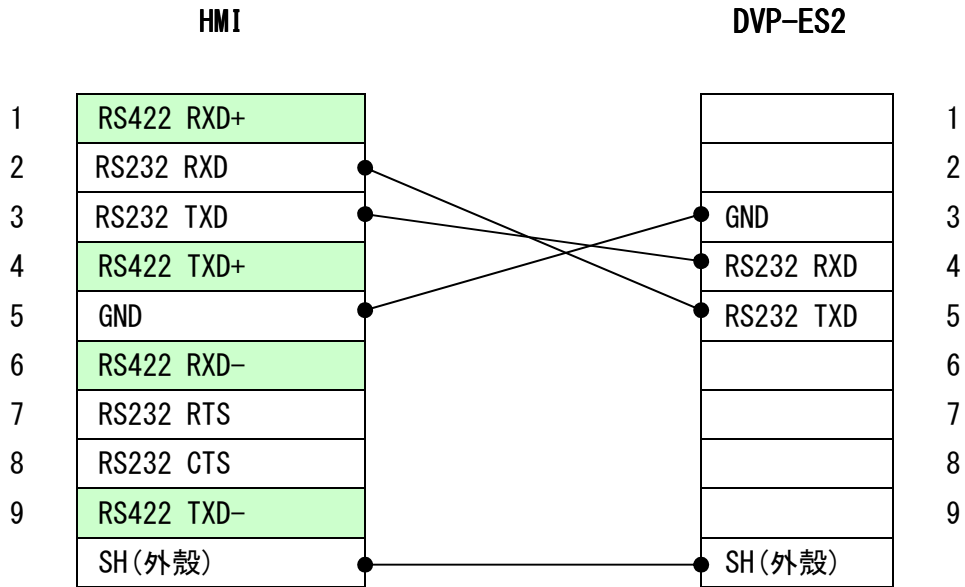 HMI DVP-ES2
1 RS422 RXD+ 1
2 RS232 RXD 2
3 RS232 TXD GND 3
4 RS422 TXD+ RS232 RXD 4
5 GND RS232 TXD 5
6 RS422 RXD- 6
7 RS232 RTS 7
8 RS232 CTS 8
9 RS422 TXD- 9
SH(外殼) SH(外殼)